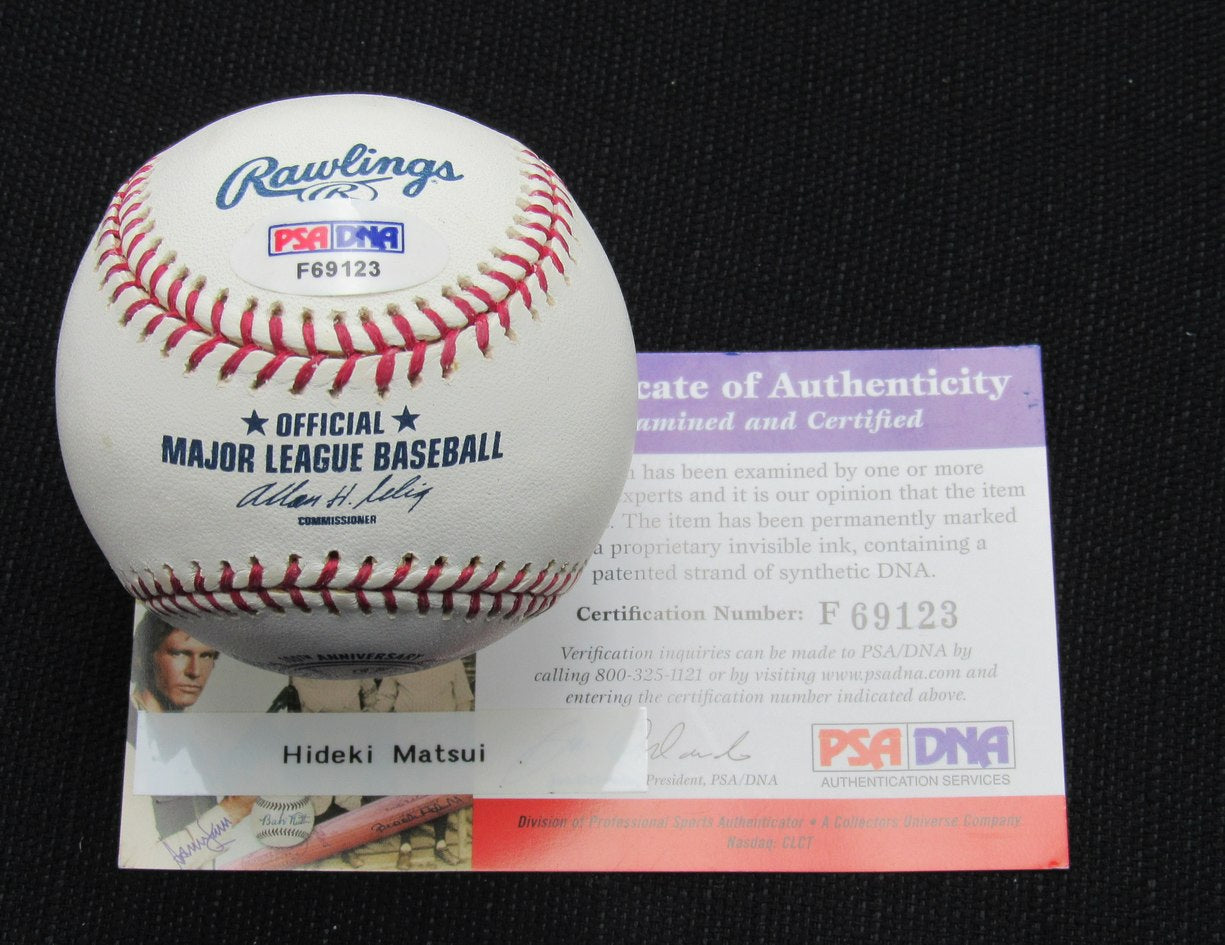 Rawlings
R
PSA DNA
F69123
★ OFFICIAL ★
MAJOR LEAGUE BASEBALL
Allan H. Selig
COMMISSIONER
ANNIVERSARY
cate of Authenticity
amined and Certified
has been examined by one or more
xperts and it is our opinion that the item
. The item has been permanently marked
a proprietary invisible ink, containing a
patented strand of synthetic DNA.
Certification Number: F 69123
Verification inquiries can be made to PSA/DNA by
calling 800-325-1121 or by visiting www.psadna.com and
entering the certification number indicated above.
President, PSA/DNA
PSA DNA
AUTHENTICATION SERVICES
Hideki Matsui
Babe Ruth
Division of Professional Sports Authenticator • A Collectors Universe Company
Nasdaq: CLCT